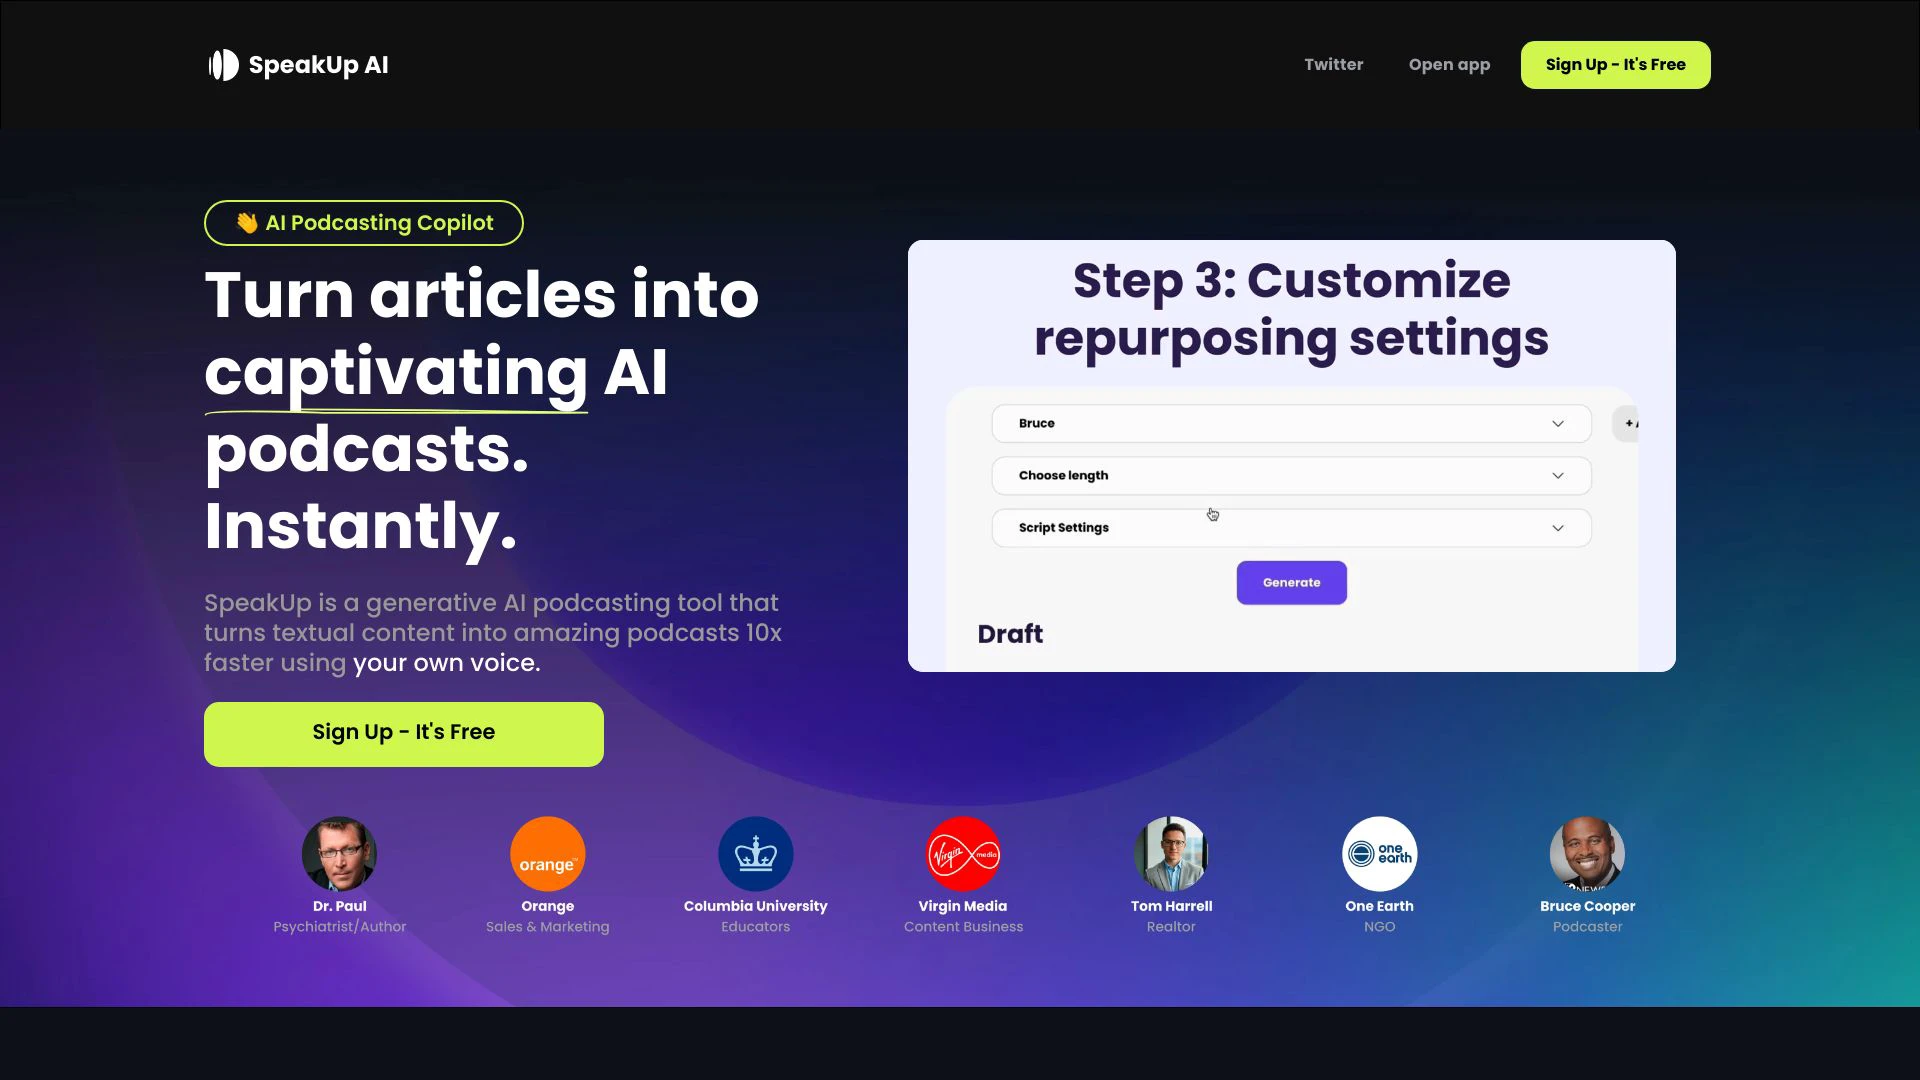 SpeakUp AI
Twitter
Open app
Sign Up - It's Free
👋 AI Podcasting Copilot
Turn articles into
captivating AI
podcasts.
Instantly.
SpeakUp is a generative AI podcasting tool that
turns textual content into amazing podcasts 10x
faster using your own voice.
Sign Up - It's Free
Step 3: Customize
repurposing settings
Bruce
+
Choose length
Script Settings
Generate
Draft
orange™
Virgin media
one
earth
NEWS
Dr. Paul
Psychiatrist/Author
Orange
Sales & Marketing
Columbia University
Educators
Virgin Media
Content Business
Tom Harrell
Realtor
One Earth
NGO
Bruce Cooper
Podcaster